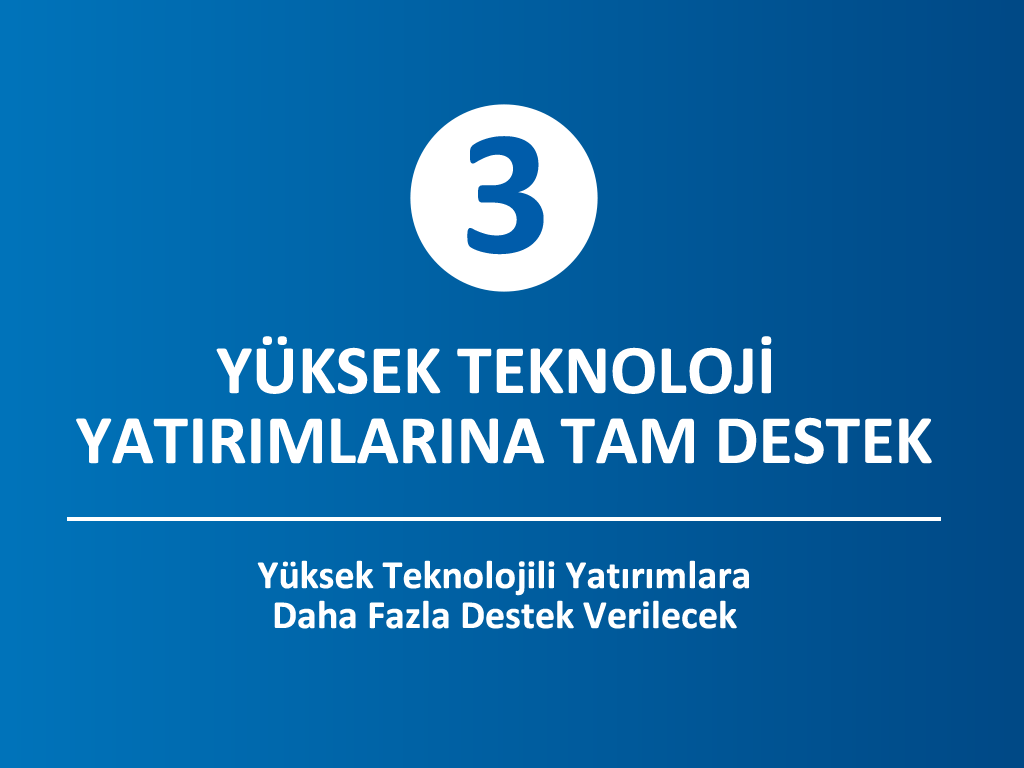 3
YÜKSEK TEKNOLOJİ
YATIRIMLARINA TAM DESTEK
Yüksek Teknolojili Yatırımlara
Daha Fazla Destek Verilecek